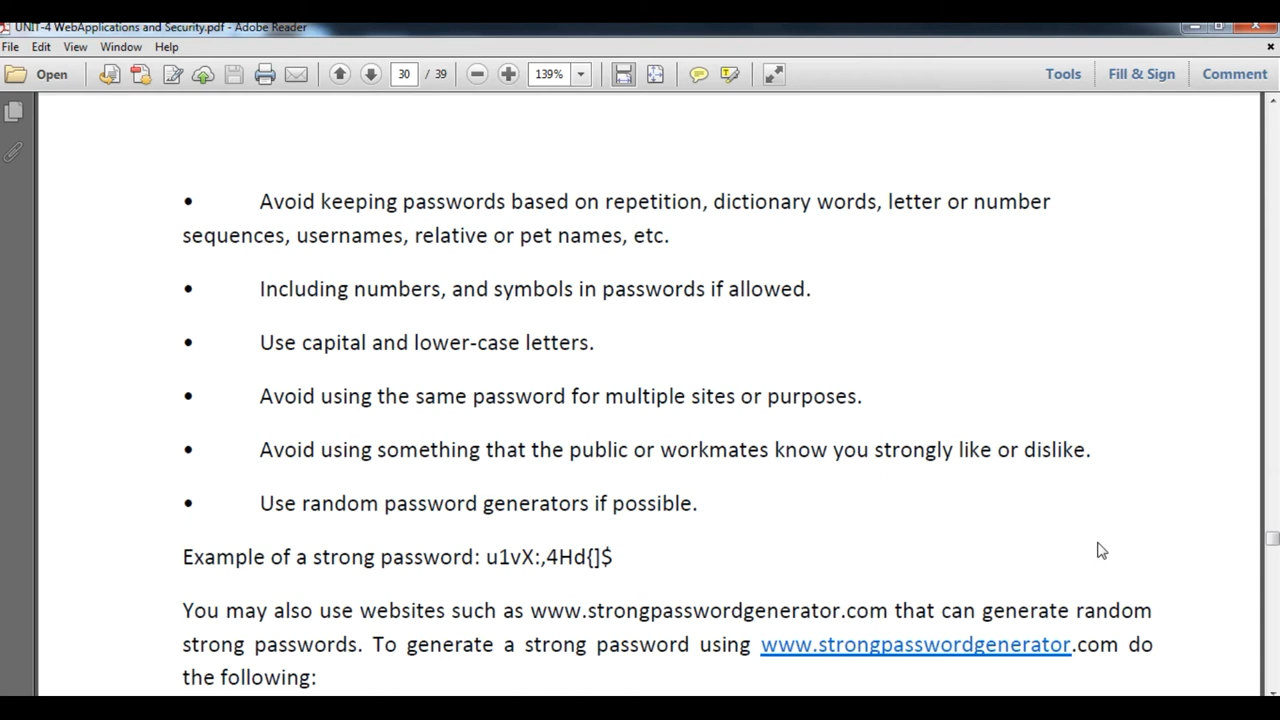 UNIT-4 WebApplications and Security.pdf - Adobe Reader
File Edit View Window Help
Open 30 / 39 139% Tools Fill & Sign Comment
• Avoid keeping passwords based on repetition, dictionary words, letter or number
sequences, usernames, relative or pet names, etc.
• Including numbers, and symbols in passwords if allowed.
• Use capital and lower-case letters.
• Avoid using the same password for multiple sites or purposes.
• Avoid using something that the public or workmates know you strongly like or dislike.
• Use random password generators if possible.
Example of a strong password: u1vX:,4Hd{]$
You may also use websites such as www.strongpasswordgenerator.com that can generate random
strong passwords. To generate a strong password using www.strongpasswordgenerator.com do
the following: